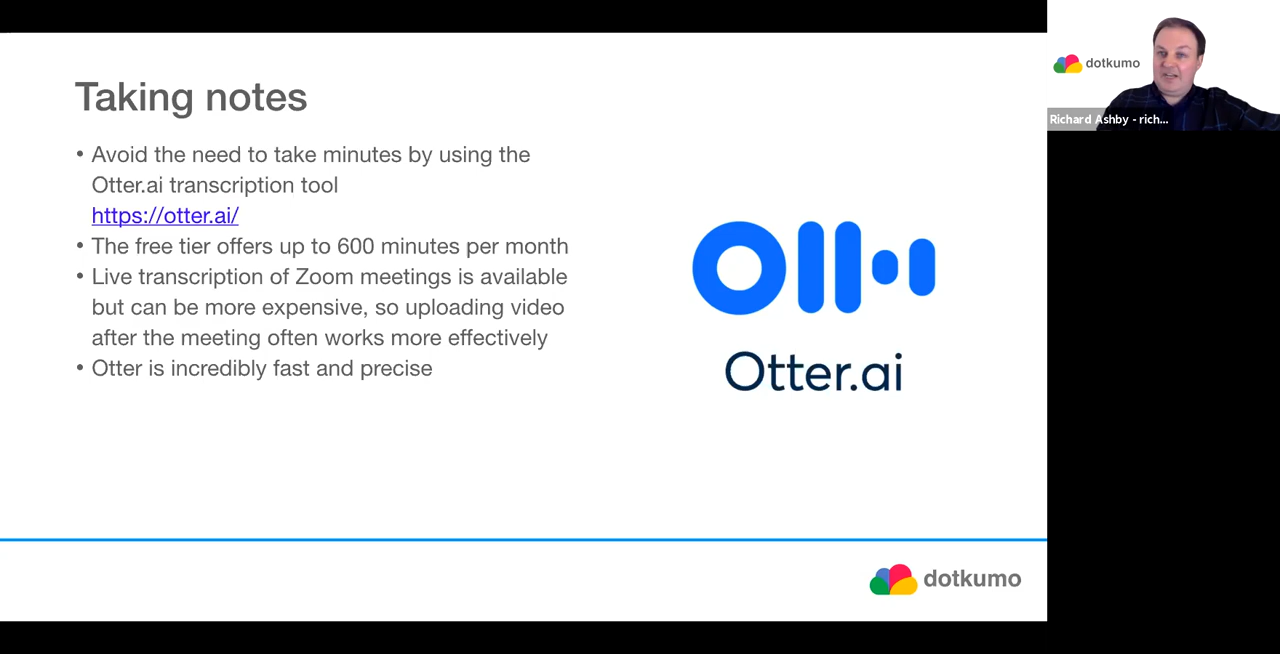 Taking notes
• Avoid the need to take minutes by using the
Otter.ai transcription tool
https://otter.ai/
• The free tier offers up to 600 minutes per month
• Live transcription of Zoom meetings is available
but can be more expensive, so uploading video
after the meeting often works more effectively
• Otter is incredibly fast and precise
Otter.ai
dotkumo
dotkumo
Richard Ashby - rich...